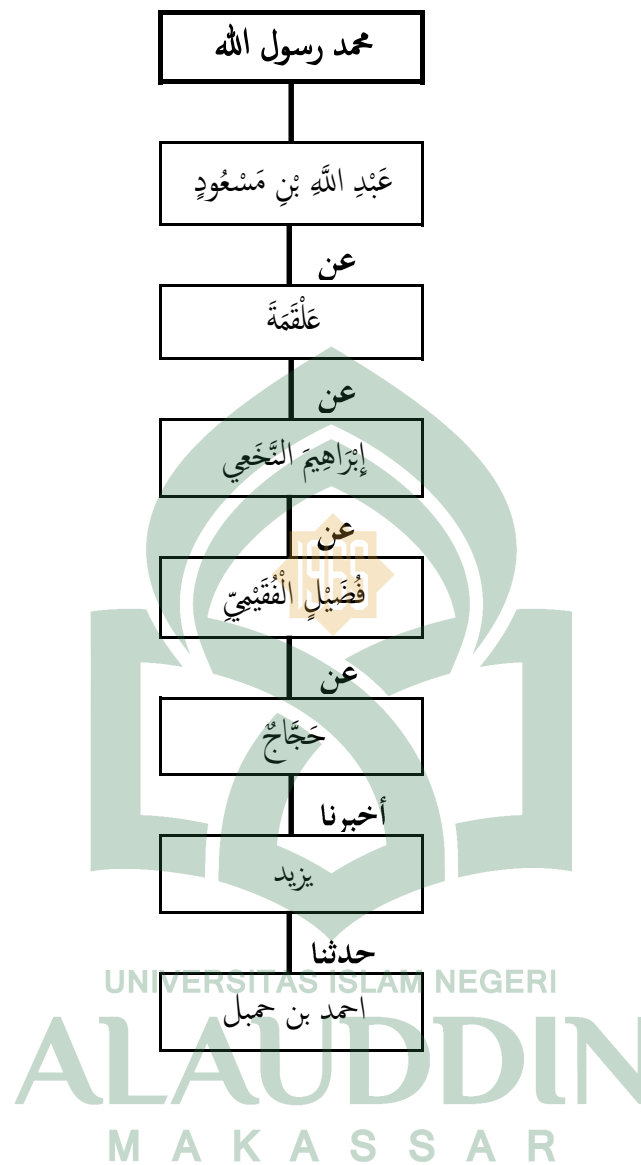 محمد رسول الله
عَبْدِ اللَّهِ بْنِ مَسْعُودٍ
عن
عَلْقَمَةَ
عن
إِبْرَاهِيمَ النَّخَعِي
عن
1965
فُضَيْلٍ الْفُقَيْمِيِّ
عن
حَجَّاجٌ
أخبرنا
يزيد
حدثنا
UNIVERSITAS ISLAM NEGERI
احمد بن حمبل
ALAUDDIN
MAKASSAR